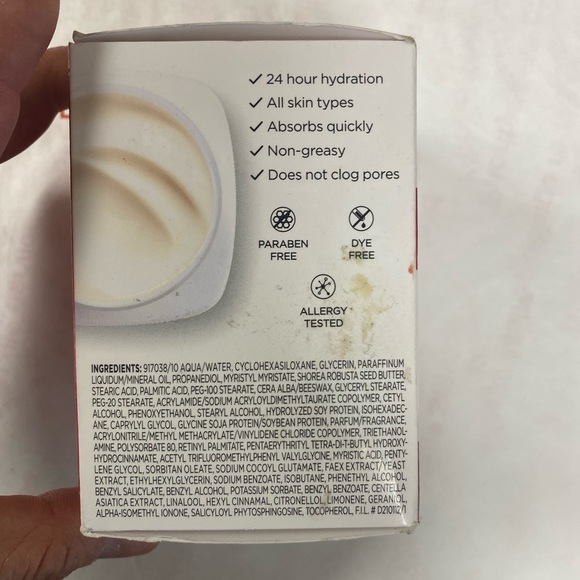 ✓ 24 hour hydration
✓ All skin types
✓ Absorbs quickly
✓ Non-greasy
✓ Does not clog pores
PARABEN FREE
DYE FREE
ALLERGY TESTED
INGREDIENTS: 917038/10 AQUA/WATER, CYCLOHEXASILOXANE, GLYCERIN, PARAFFINUM
LIQUIDUM/MINERAL OIL, PROPANEDIOL, MYRISTYL MYRISTATE, SHOREA ROBUSTA SEED BUTTER,
STEARIC ACID, PALMITIC ACID, PEG-100 STEARATE, CERA ALBA/BEESWAX, GLYCERYL STEARATE,
PEG-20 STEARATE, ACRYLAMIDE/SODIUM ACRYLOYLDIMETHYLTAURATE COPOLYMER, CETYL
ALCOHOL, PHENOXYETHANOL, STEARYL ALCOHOL, HYDROLYZED SOY PROTEIN, ISOHEXADEC-
ANE, CAPRYLYL GLYCOL, GLYCINE SOJA PROTEIN/SOYBEAN PROTEIN, PARFUM/FRAGRANCE,
ACRYLONITRILE/METHYL METHACRYLATE/VINYLIDENE CHLORIDE COPOLYMER, TRIETHANOL-
AMINE, POLYSORBATE 80, RETINYL PALMITATE, PENTAERYTHRITYL TETRA-DI-T-BUTYL HYDROXY-
HYDROCINNAMATE, ACETYL TRIFLUOROMETHYLPHENYL VALYLGLYCINE, MYRISTIC ACID, PENTY-
LENE GLYCOL, SORBITAN OLEATE, SODIUM COCOYL GLUTAMATE, FAEX EXTRACT/YEAST
EXTRACT, ETHYLHEXYLGLYCERIN, SODIUM BENZOATE, ISOBUTANE, PHENETHYL ALCOHOL,
BENZYL SALICYLATE, BENZYL ALCOHOL, POTASSIUM SORBATE, BENZYL BENZOATE, CENTELLA
ASIATICA EXTRACT, LINALOOL, HEXYL CINNAMAL, CITRONELLOL, LIMONENE, GERANIOL,
ALPHA-ISOMETHYL IONONE, SALICYLOYL PHYTOSPHINGOSINE, TOCOPHEROL, F.I.L. # D210112/1